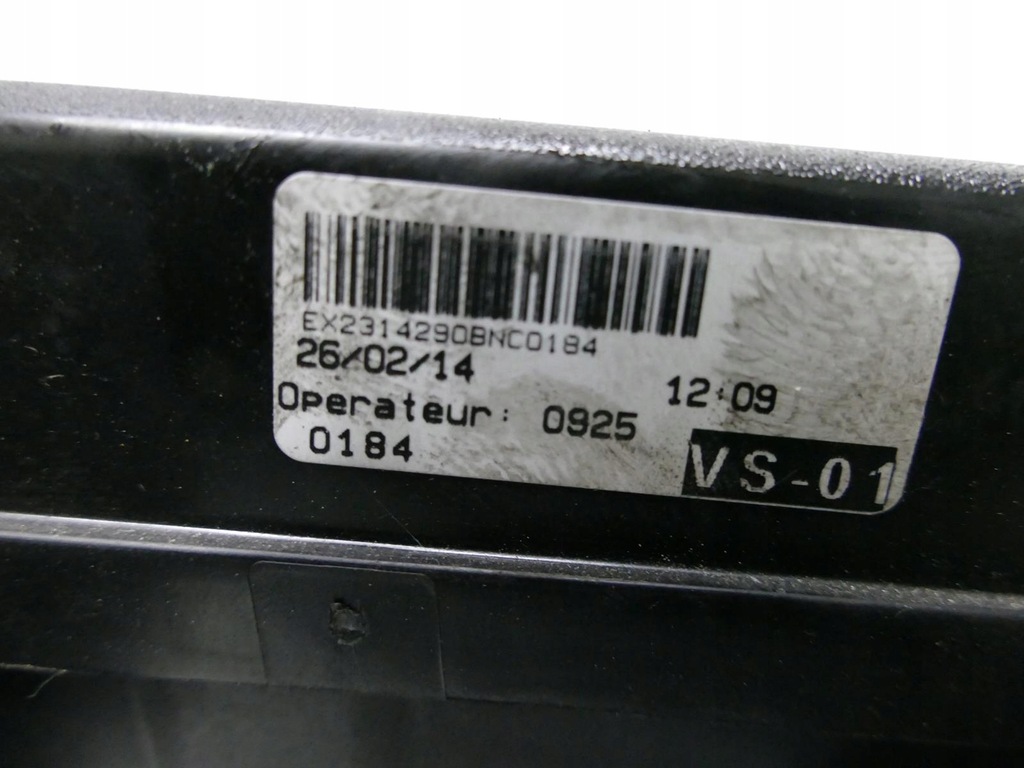 EX2314290BNC0184
26/02/14 12:09
Operateur: 0925
0184 VS-01